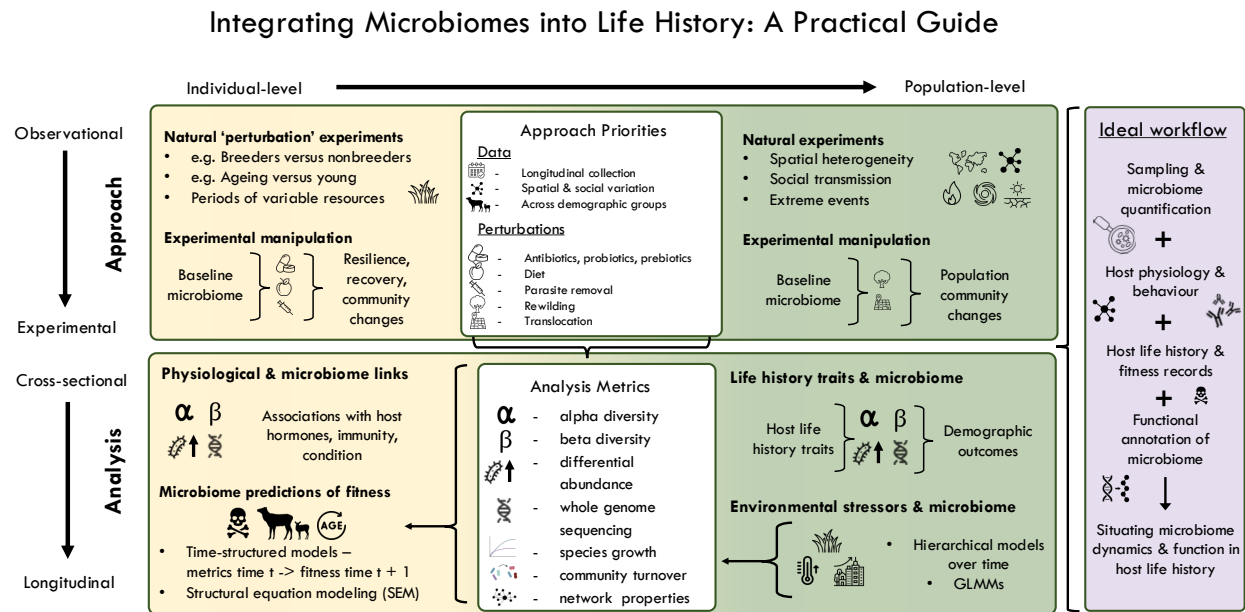 Integrating Microbiomes into Life History: A Practical Guide
Individual-level
Population-level
Observational
Approach
Experimental
Cross-sectional
Analysis
Longitudinal
Natural ‘perturbation’ experiments
• e.g. Breeders versus nonbreeders
• e.g. Ageing versus young
• Periods of variable resources
Experimental manipulation
Baseline
microbiome
Resilience,
recovery,
community
changes
Approach Priorities
Data
- Longitudinal collection
- Spatial & social variation
- Across demographic groups
Perturbations
- Antibiotics, probiotics, prebiotics
- Diet
- Parasite removal
- Rewilding
- Translocation
Natural experiments
• Spatial heterogeneity
• Social transmission
• Extreme events
Experimental manipulation
Baseline
microbiome
Population
community
changes
Physiological & microbiome links
α β
Associations with host
hormones, immunity,
condition
Microbiome predictions of fitness
AGE
• Time-structured models –
metrics time t -> fitness time t + 1
• Structural equation modeling (SEM)
Analysis Metrics
α - alpha diversity
β - beta diversity
- differential
abundance
- whole genome
sequencing
- species growth
- community turnover
- network properties
Life history traits & microbiome
Host life
history traits
α β
Demographic
outcomes
Environmental stressors & microbiome
• Hierarchical models
over time
• GLMMs
Ideal workflow
Sampling &
microbiome
quantification
+
Host physiology &
behaviour
+
Host life history &
fitness records
+
Functional
annotation of
microbiome
Situating microbiome
dynamics & function in
host life history